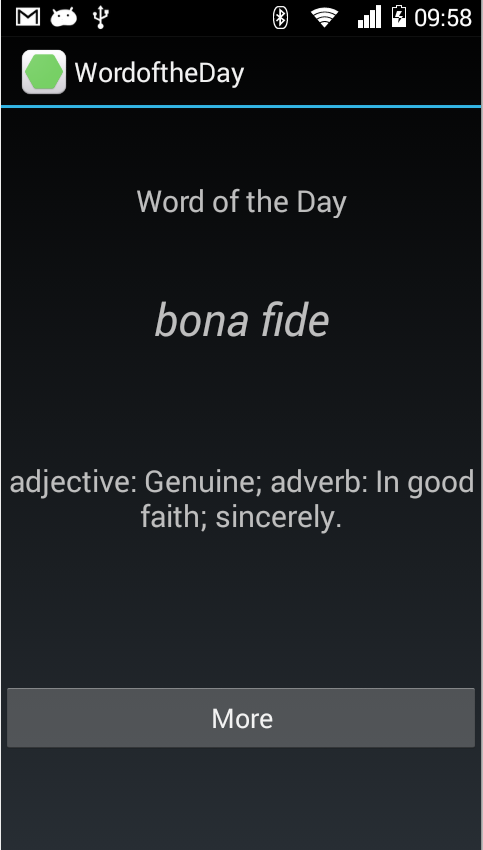 09:58
WordoftheDay
Word of the Day
bona fide
adjective: Genuine; adverb: In good
faith; sincerely.
More